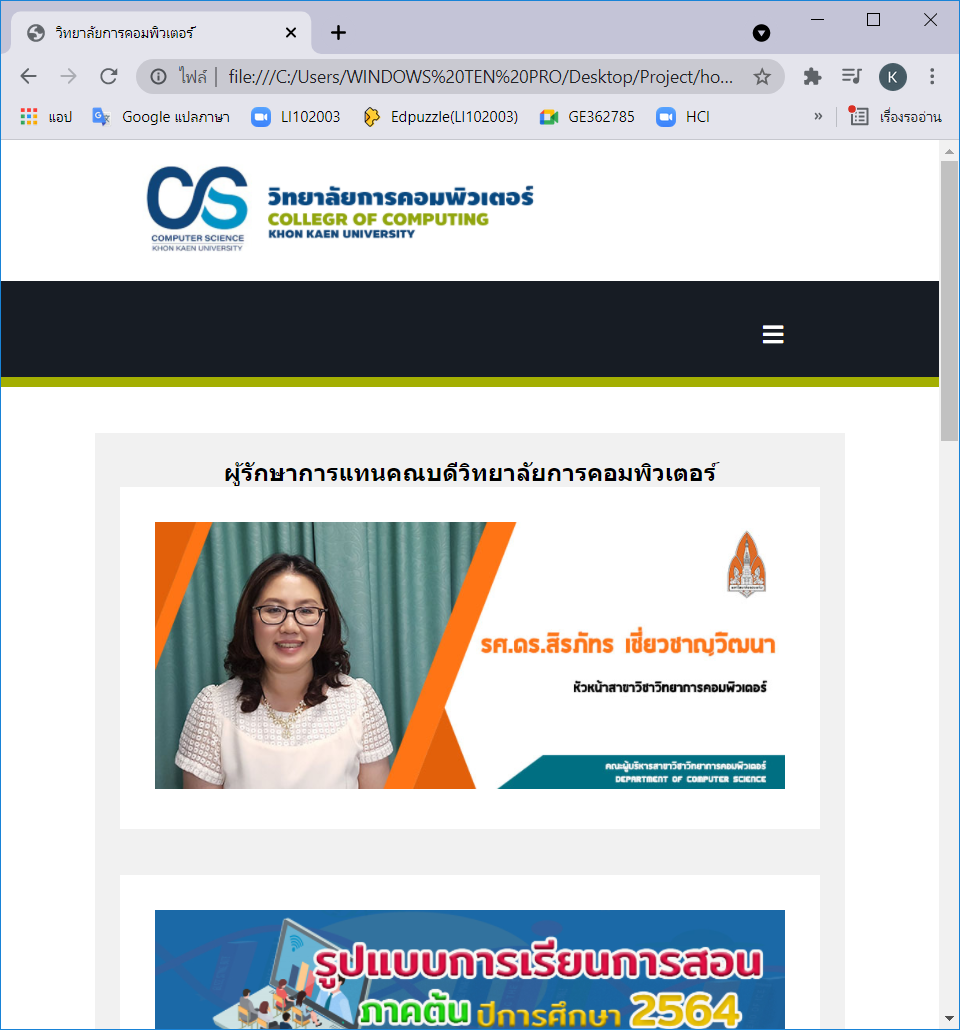 วิทยาลัยการคอมพิวเตอร์
ไฟล์ | file:///C:/Users/WINDOWS%20TEN%20PRO/Desktop/Project/ho...
K
แอป
Google แปลภาษา
LI102003
Edpuzzle(LI102003)
GE362785
HCI
»
เรื่องรออ่าน
CS
COMPUTER SCIENCE
KHON KAEN UNIVERSITY
วิทยาลัยการคอมพิวเตอร์
COLLEGR OF COMPUTING
KHON KAEN UNIVERSITY
ผู้รักษาการแทนคณบดีวิทยาลัยการคอมพิวเตอร์
รศ.ดร.สิรภัทร เชี่ยวชาญวัฒนา
หัวหน้าสาขาวิชาวิทยาการคอมพิวเตอร์
คณะผู้บริหารสาขาวิชาวิทยาการคอมพิวเตอร์
DEPARTMENT OF COMPUTER SCIENCE
รูปแบบการเรียนการสอน
ภาคต้น ปีการศึกษา 2564